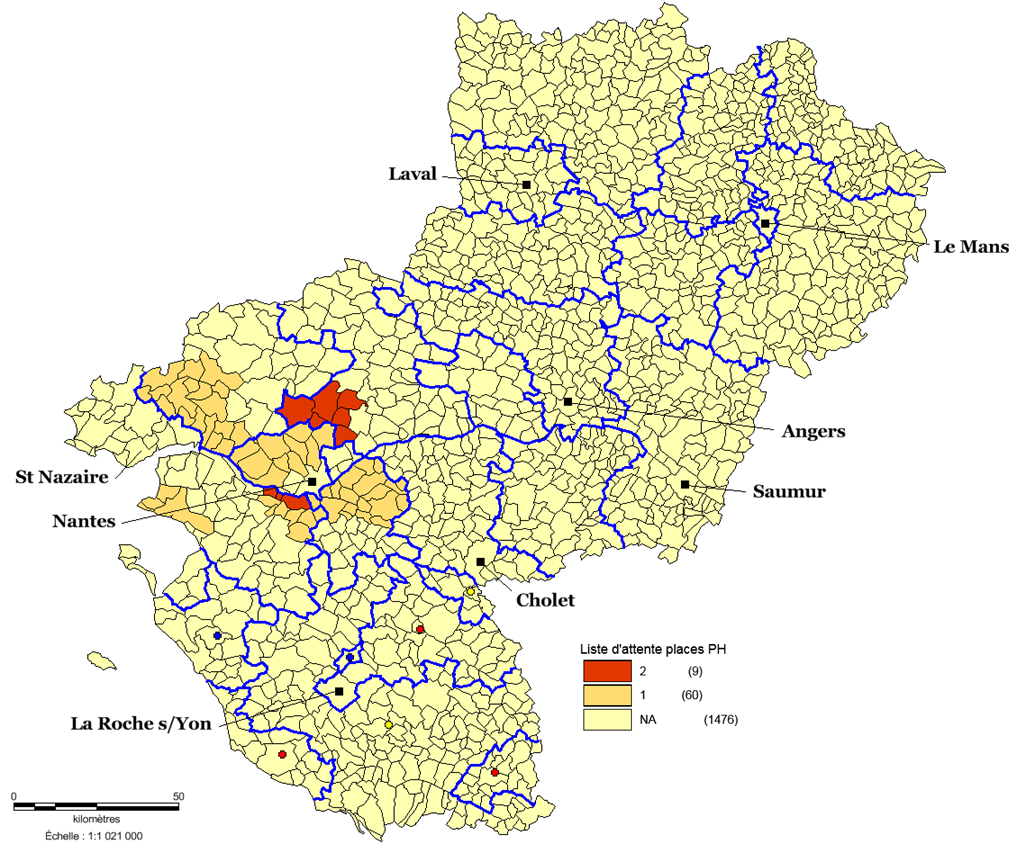 Laval
Le Mans
Angers
St Nazaire
Saumur
Nantes
Cholet
Liste d'attente places PH
2 (9)
1 (60)
NA (1476)
La Roche s/Yon
0 50
kilomètres
Échelle : 1:1 021 000